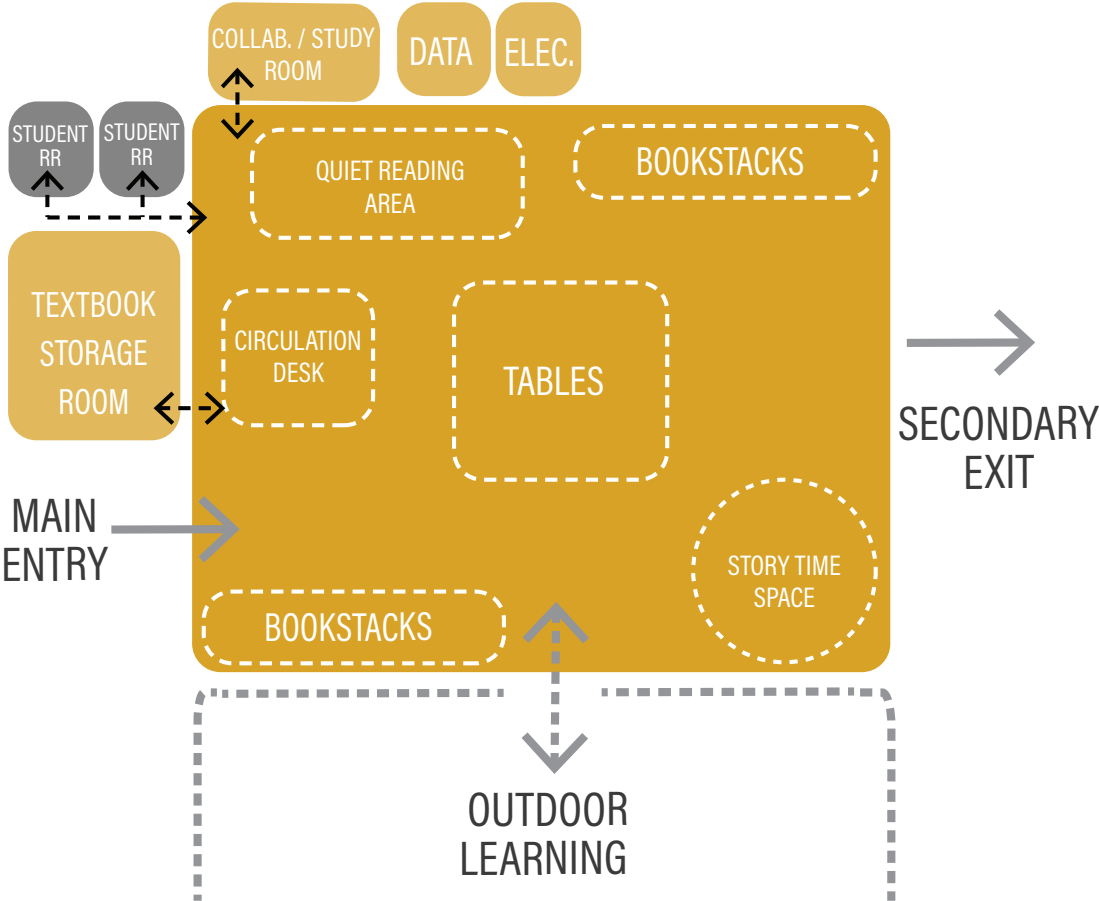 COLLAB. / STUDY
ROOM
DATA
ELEC.
STUDENT
RR
STUDENT
RR
QUIET READING
AREA
BOOKSTACKS
TEXTBOOK
STORAGE
ROOM
CIRCULATION
DESK
TABLES
SECONDARY
EXIT
MAIN
ENTRY
STORY TIME
SPACE
BOOKSTACKS
OUTDOOR
LEARNING